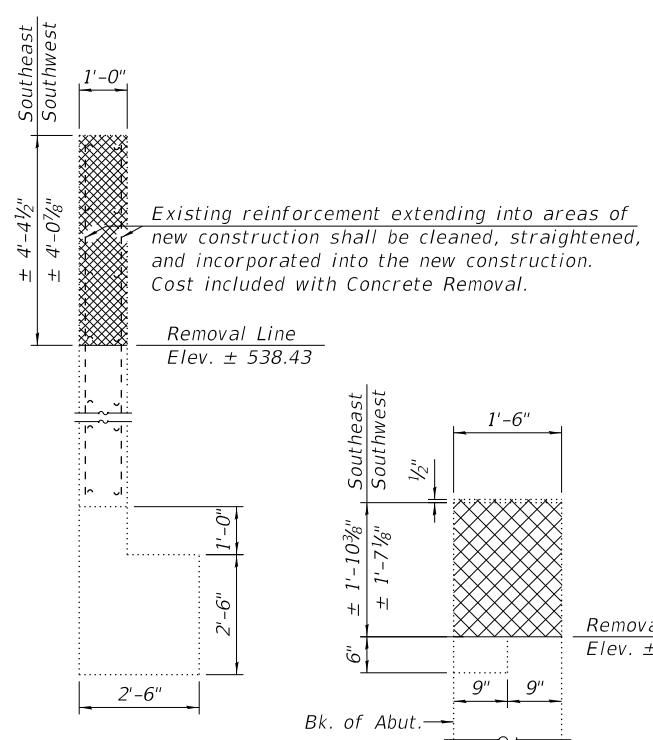 Southeast
Southwest
1'-0"
± 4'-4½"
± 4'-0⅞"
Existing reinforcement extending into areas of
new construction shall be cleaned, straightened,
and incorporated into the new construction.
Cost included with Concrete Removal.
Removal Line
Elev. ± 538.43
Southeast
Southwest
1'-6"
½"
1'-0"
± 1'-10⅜"
± 1'-7⅛"
2'-6"
6"
Remova
Elev. ±
9"
9"
2'-6"
Bk. of Abut.